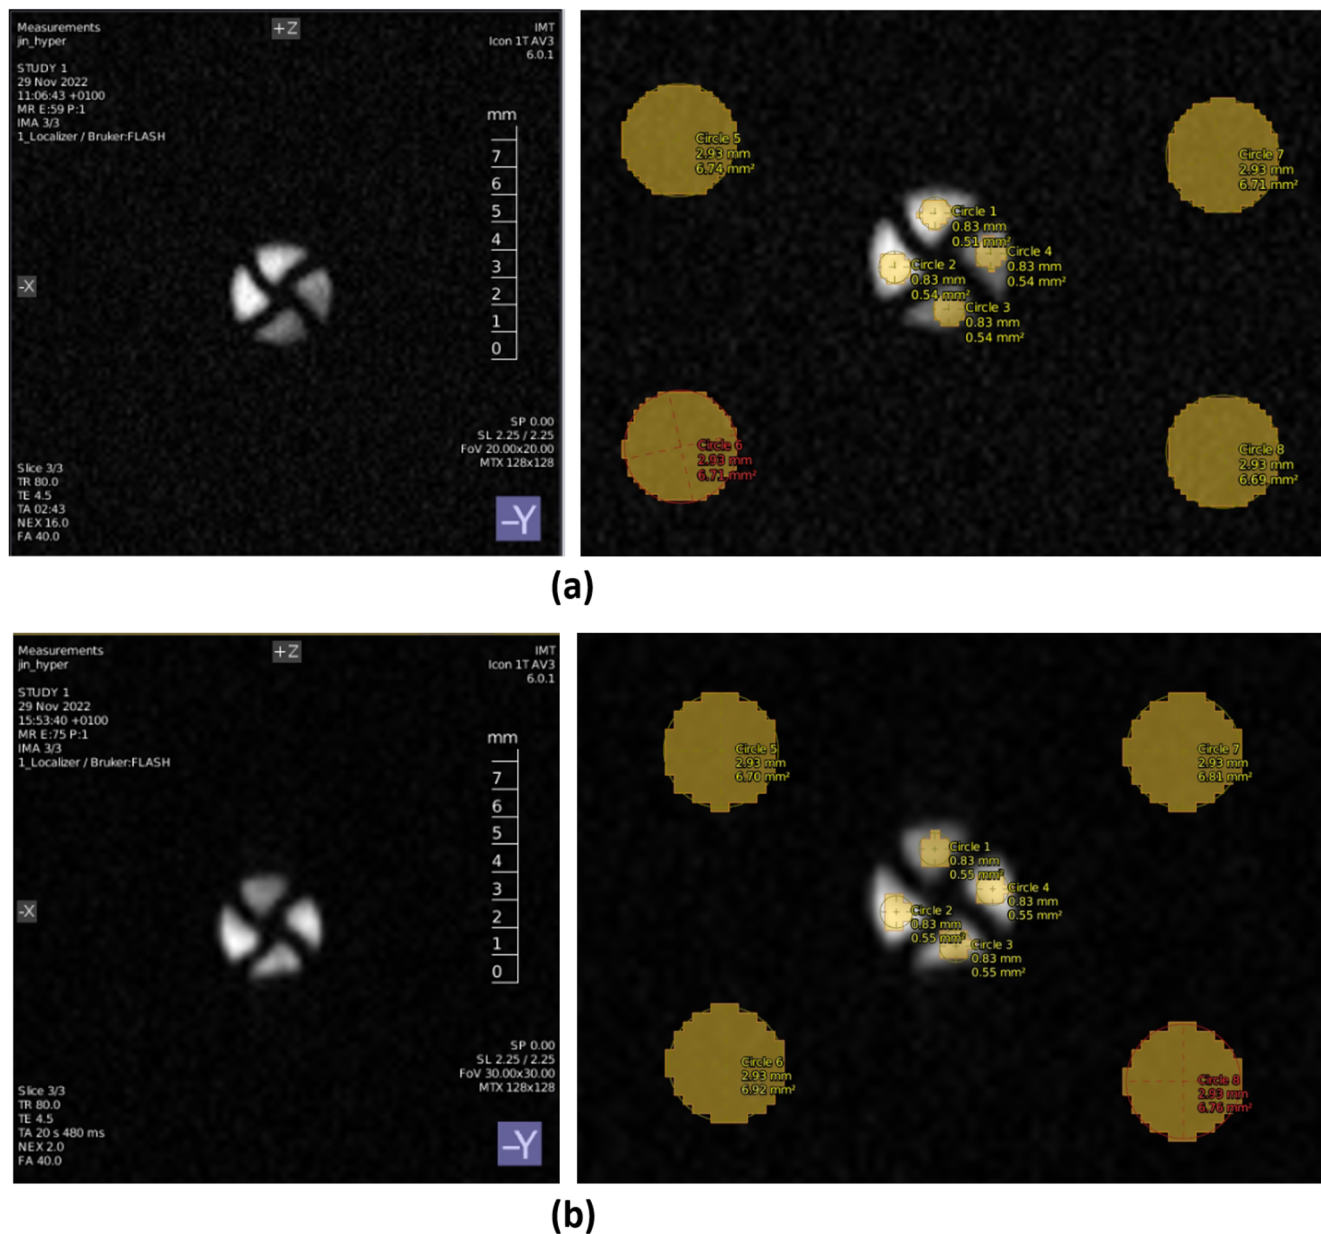 Measurements
jin_hyper
STUDY 1
29 Nov 2022
11:06:43 +0100
MR E:59 P:1
IMA 3/3
1_Localizer / Bruker:FLASH
+Z
IMT
Icon 1T AV3
6.0.1
mm
7
6
5
4
3
2
1
0
-X
SP 0.00
SL 2.25 / 2.25
FoV 20.00x20.00
MTX 128x128
Slice 3/3
TR 80.0
TE 4.5
TA 02:43
NEX 16.0
FA 40.0
–Y
Circle 5
2.93 mm
6.74 mm²
Circle 7
2.93 mm
6.71 mm²
Circle 1
0.83 mm
0.51 mm²
Circle 4
0.83 mm
0.54 mm²
Circle 2
0.83 mm
0.54 mm²
Circle 3
0.83 mm
0.54 mm²
Circle 6
2.93 mm
6.71 mm²
Circle 8
2.93 mm
6.69 mm²
(a)
Measurements
jin_hyper
STUDY 1
29 Nov 2022
15:53:40 +0100
MR E:75 P:1
IMA 3/3
1_Localizer / Bruker:FLASH
+Z
IMT
Icon 1T AV3
6.0.1
mm
7
6
5
4
3
2
1
0
-X
SP 0.00
SL 2.25 / 2.25
FoV 30.00x30.00
MTX 128x128
Slice 3/3
TR 80.0
TE 4.5
TA 20 s 480 ms
NEX 2.0
FA 40.0
–Y
Circle 5
2.93 mm
6.70 mm²
Circle 7
2.93 mm
6.81 mm²
Circle 1
0.83 mm
0.55 mm²
Circle 4
0.83 mm
0.55 mm²
Circle 2
0.83 mm
0.55 mm²
Circle 3
0.83 mm
0.55 mm²
Circle 6
2.93 mm
6.92 mm²
Circle 8
2.93 mm
6.76 mm²
(b)